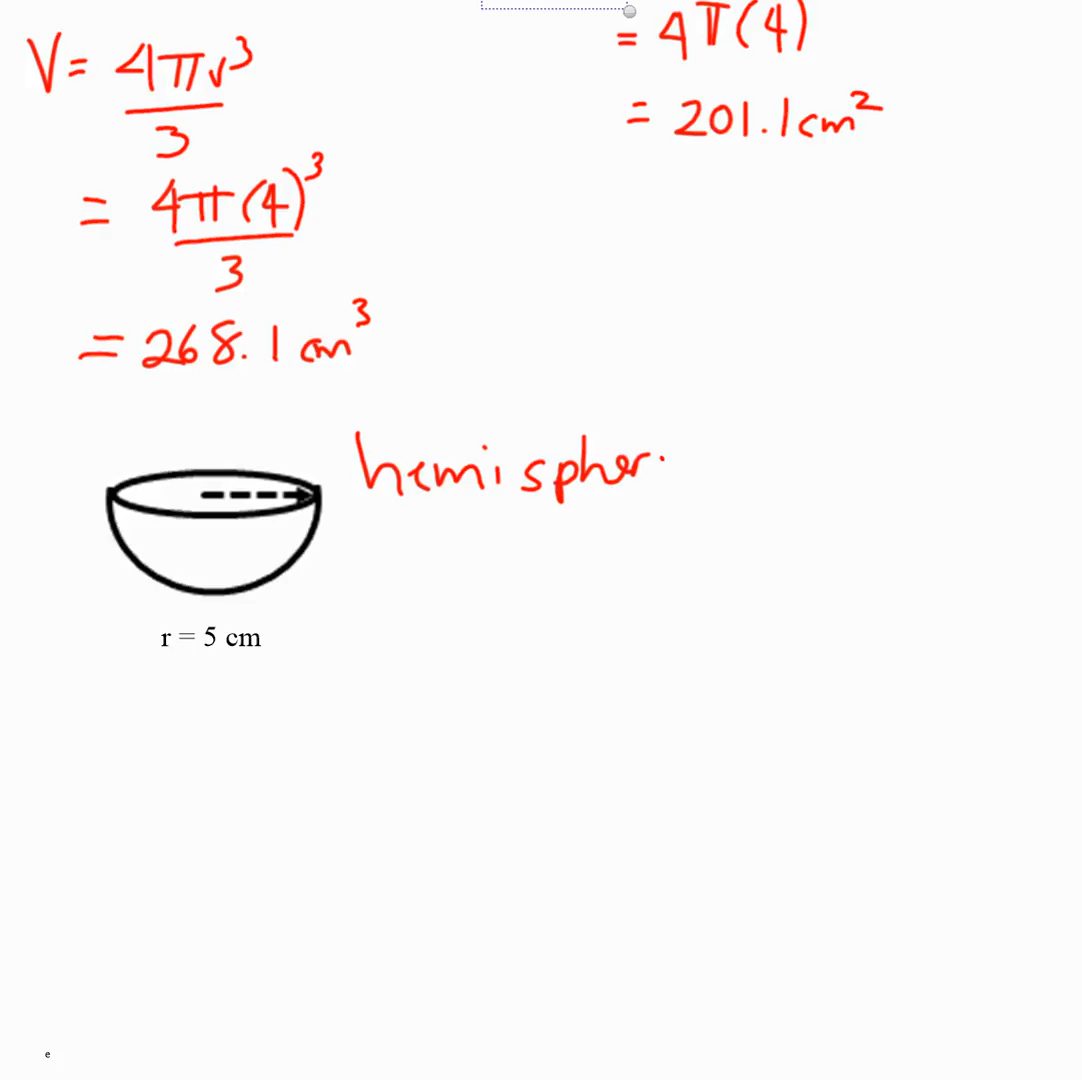 V = 4πr³
3
= 4π(4)³
3
= 268.1 cm³
= 4π(4)
= 201.1 cm²
hemispher.
r = 5 cm
e